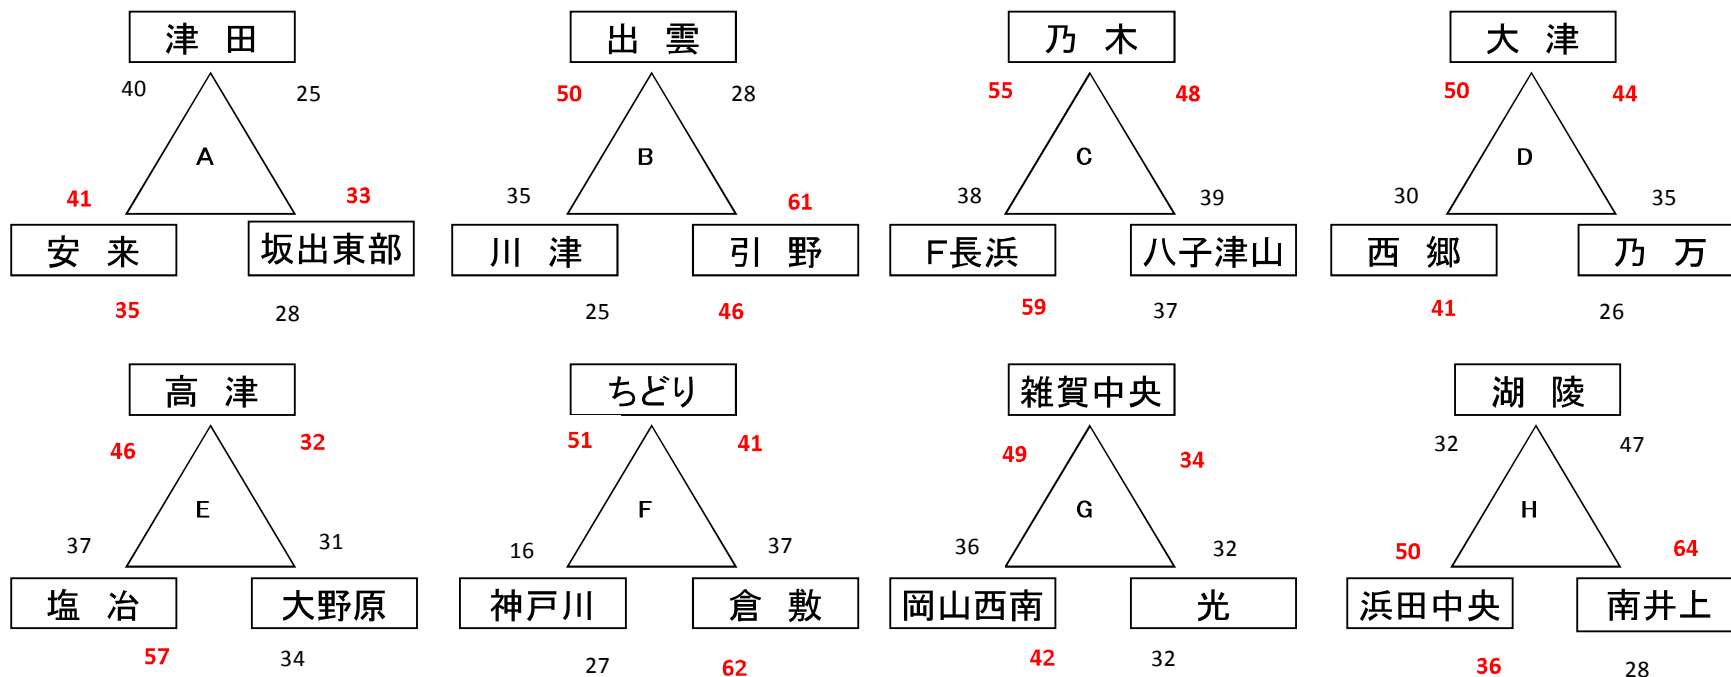 津 田 出 雲 乃 木 大 津
40 25 50 28 55 48 50 44
A B C D
41 33 35 61 38 39 30 35
安 来 坂出東部 川 津 引 野 F長浜 八子津山 西 郷 乃 万
35 28 25 46 59 37 41 26
高 津 ちどり 雑賀中央 湖 陵
46 32 51 41 49 34 32 47
E F G H
37 31 16 37 36 32 50 64
塩 冶 大野原 神戸川 倉 敷 岡山西南 光 浜田中央 南井上
57 34 27 62 42 32 36 28